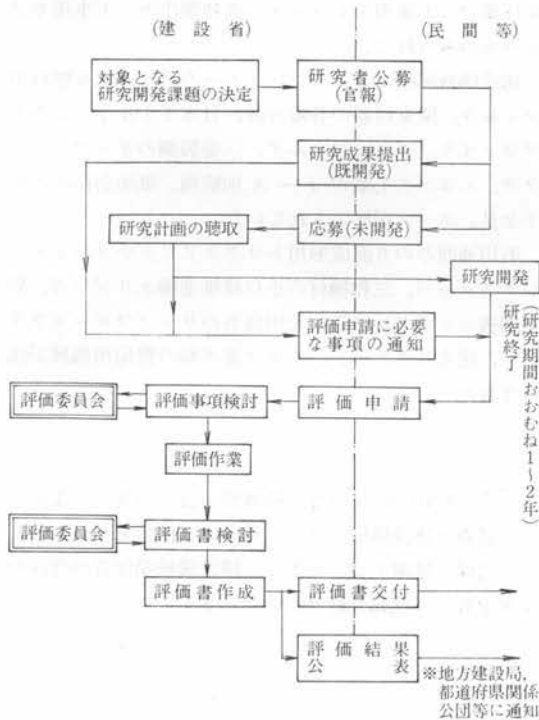 (建設省)
(民間等)
対象となる
研究開発課題の決定
研究者公募
(官報)
研究成果提出
(既開発)
研究計画の聴取
応募(未開発)
研究開発
評価申請に必要
な事項の通知
研究終了
(研究期間おおむね1~2年)
評価委員会
評価事項検討
評価申請
評価作業
評価委員会
評価書検討
評価書作成
評価書交付
評価結果
公表
※地方建設局,
都道府県関係
公団等に通知